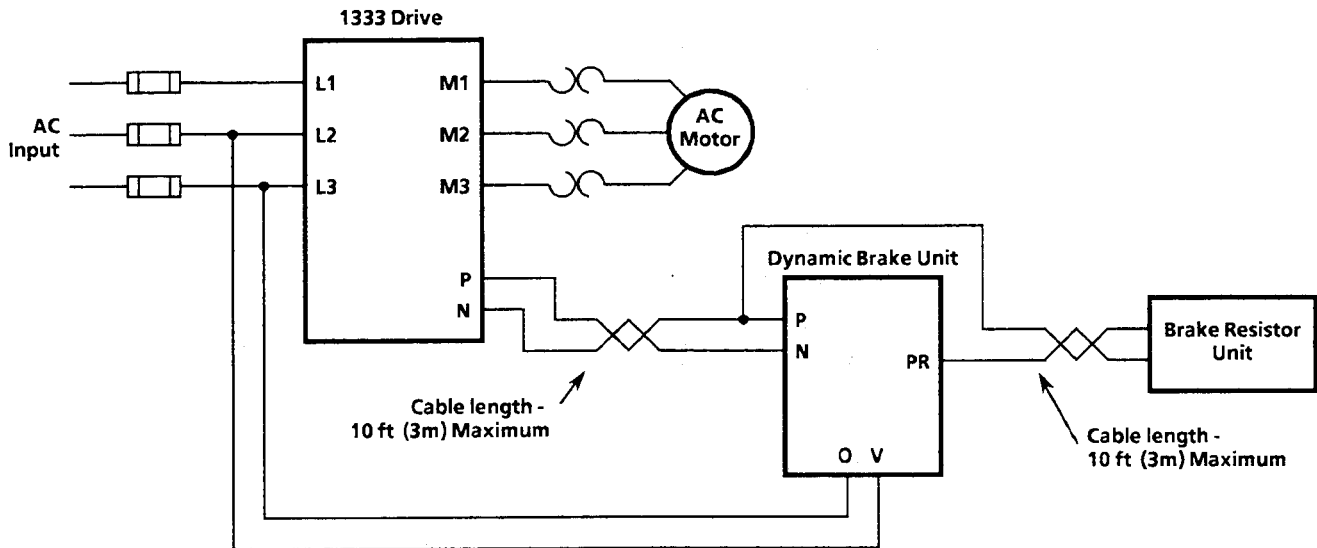 1333 Drive
AC
Input
L1
L2
L3
M1
M2
M3
P
N
AC
Motor
Cable length -
10 ft (3m) Maximum
Dynamic Brake Unit
P
N
PR
O V
Brake Resistor
Unit
Cable length -
10 ft (3m) Maximum